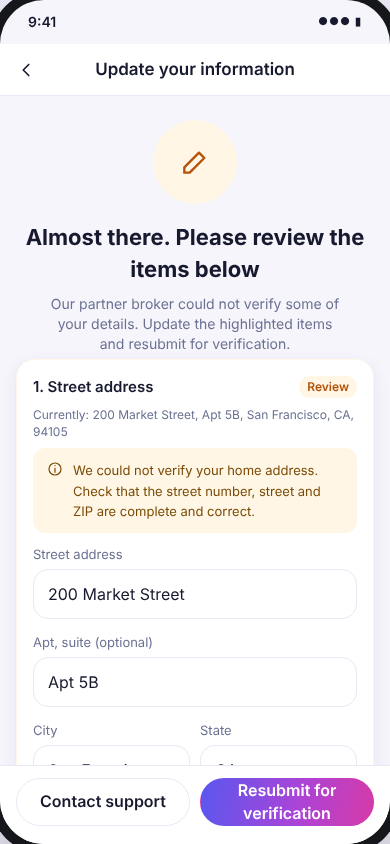 9:41
Update your information
Almost there. Please review the
items below
Our partner broker could not verify some of
your details. Update the highlighted items
and resubmit for verification.
1. Street address
Review
Currently: 200 Market Street, Apt 5B, San Francisco, CA,
94105
We could not verify your home address.
Check that the street number, street and
ZIP are complete and correct.
Street address
200 Market Street
Apt, suite (optional)
Apt 5B
City
State
Contact support
Resubmit for
verification